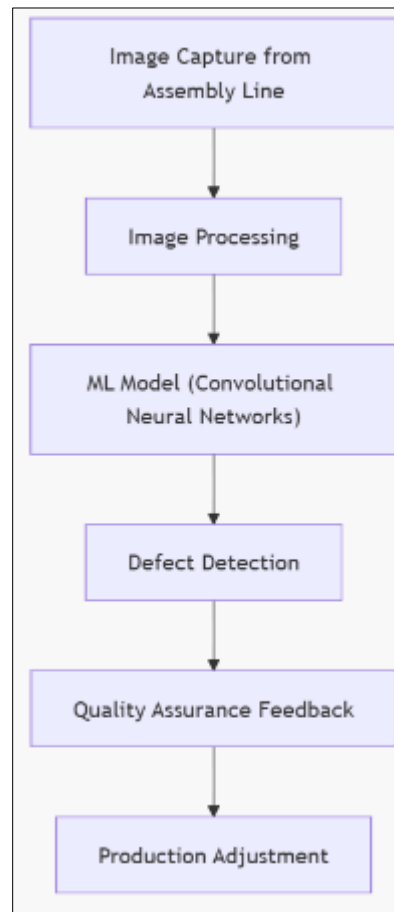 Image Capture from
Assembly Line
Image Processing
ML Model (Convolutional
Neural Networks)
Defect Detection
Quality Assurance Feedback
Production Adjustment